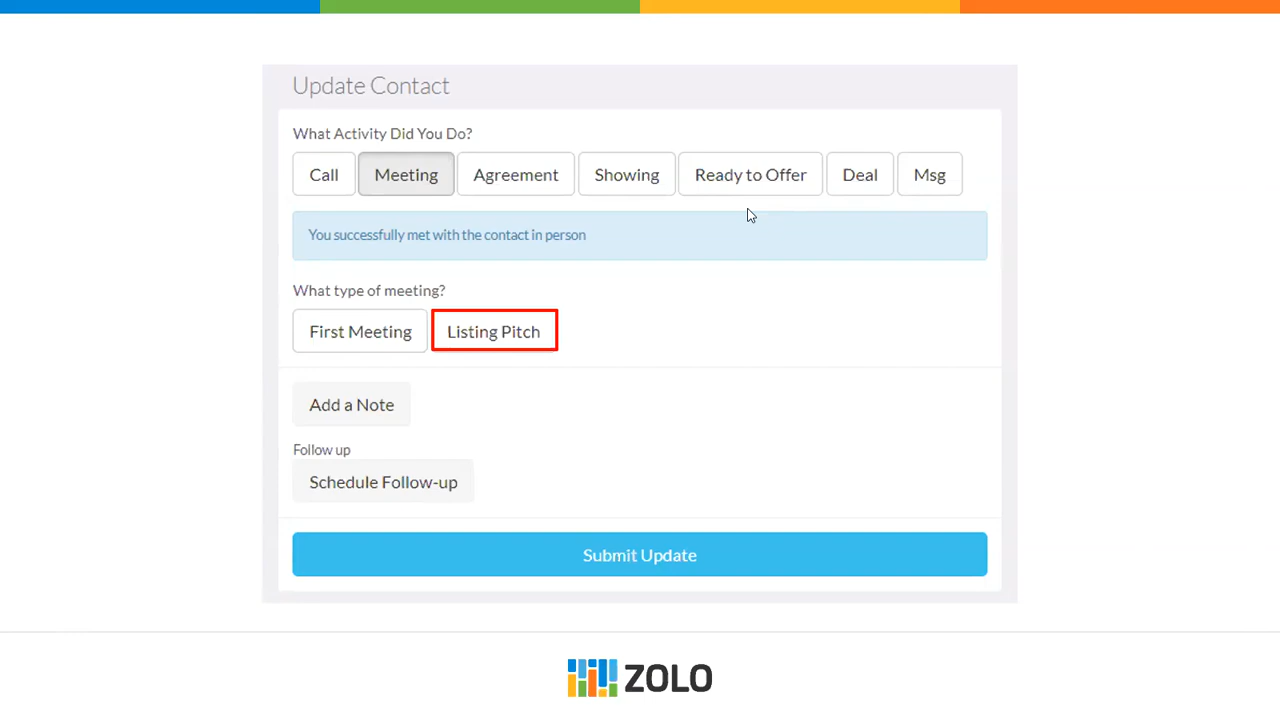 Update Contact
What Activity Did You Do?
Call Meeting Agreement Showing Ready to Offer Deal Msg
You successfully met with the contact in person
What type of meeting?
First Meeting Listing Pitch
Add a Note
Follow up
Schedule Follow-up
Submit Update
ZOLO